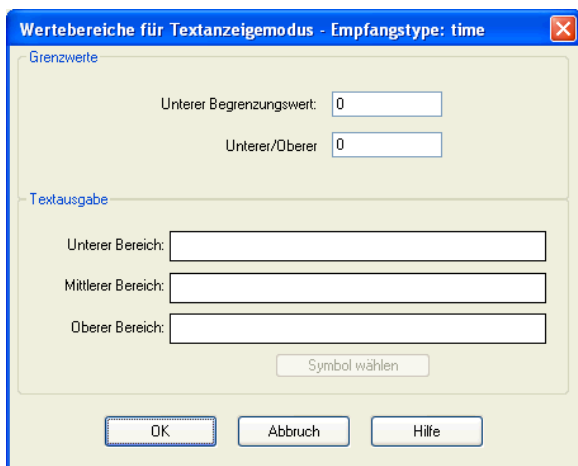 Wertebereiche für Textanzeigemodus - Empfangstype: time
Grenzwerte
Unterer Begrenzungswert: 0
Unterer/Oberer 0
Textausgabe
Unterer Bereich:
Mittlerer Bereich:
Oberer Bereich:
Symbol wählen
OK Abbruch Hilfe